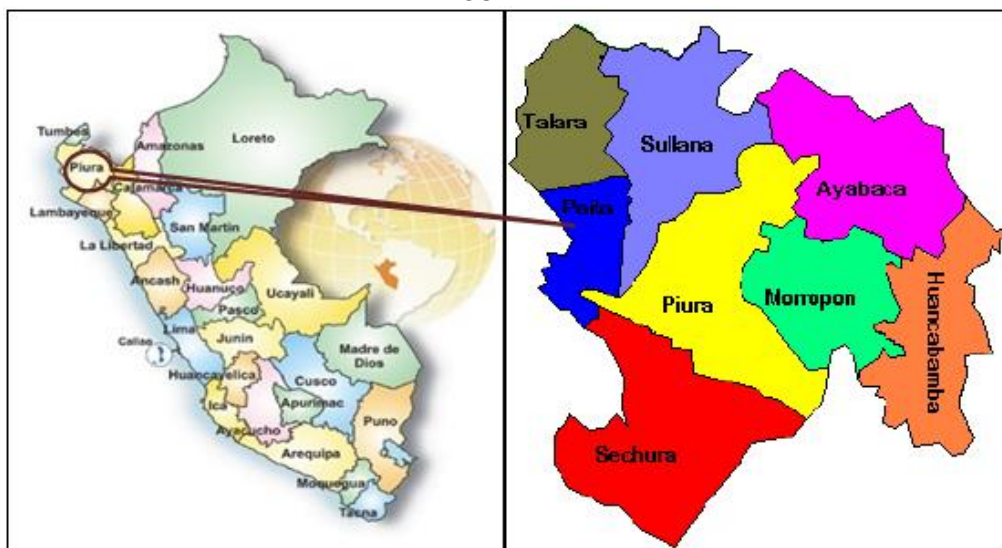 Tumbes
Piura
Amazonas
Loreto
Cajamarca
Lambayeque
San Martin
La Libertad
Ancash
Huanuco
Ucayali
Pasco
Lima
Callao
Junin
Madre de
Dios
Huancavelica
Cusco
Ica
Apurimac
Puno
Ayacucho
Arequipa
Moquegua
Tacna
Talara
Sullana
Ayabaca
Paita
Piura
Morropon
Huancabamba
Sechura